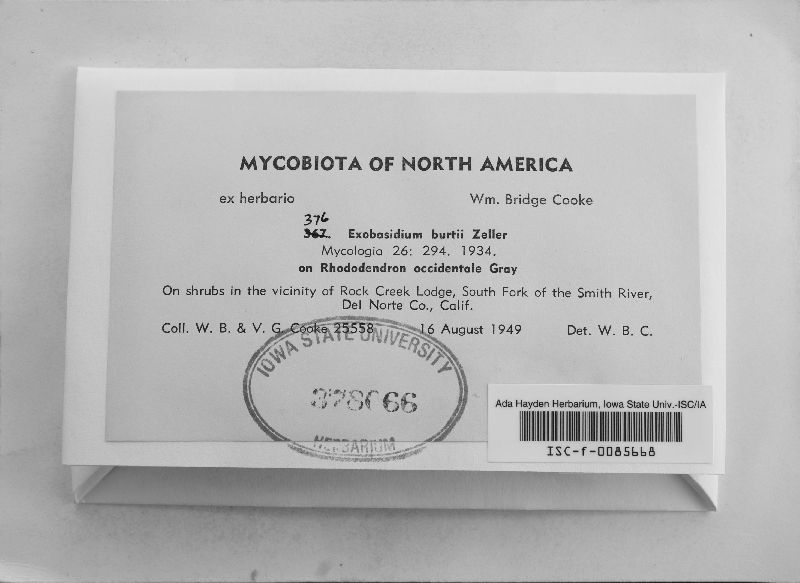 MYCOBIOTA OF NORTH AMERICA
ex herbario Wm. Bridge Cooke
376
367. Exobasidium burtii Zeller
Mycologia 26: 294. 1934.
on Rhododendron occidentale Gray
On shrubs in the vicinity of Rock Creek Lodge, South Fork of the Smith River,
Del Norte Co., Calif.
Coll. W. B. & V. G. Cooke 25558 16 August 1949 Det. W. B. C.
IOWA STATE UNIVERSITY
378066
HERBARIUM
Ada Hayden Herbarium, Iowa State Univ.-ISC/IA
ISC-f-0085668